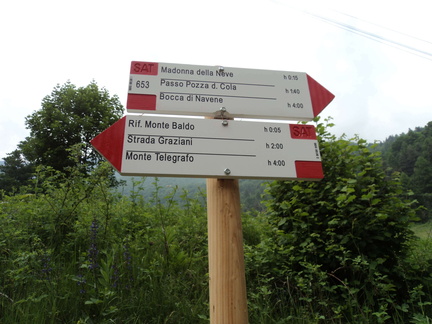 SAT Madonna della Neve h 0:15
653 Passo Pozza d. Cola h 1:40
Bocca di Navene h 4:00
Rif. Monte Baldo h 0:05 SAT
Strada Graziani h 2:00
Monte Telegrafo h 4:00